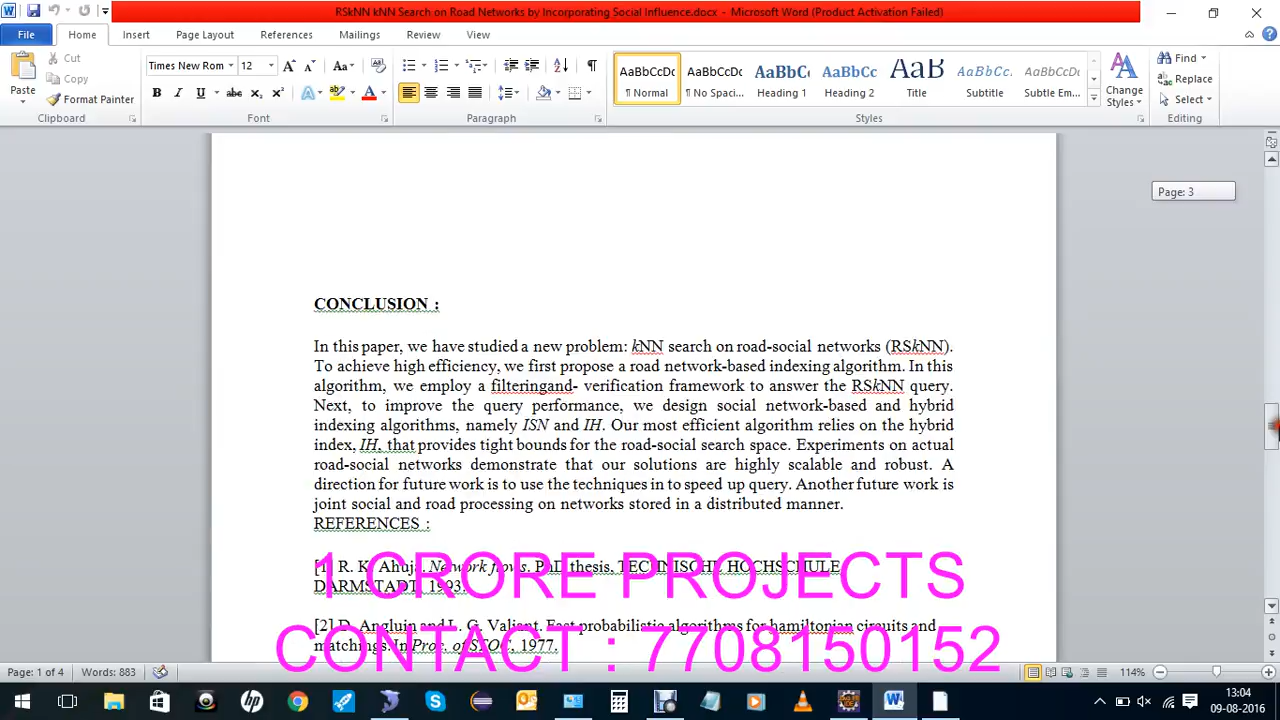 RSkNN kNN Search on Road Networks by Incorporating Social Influence.docx - Microsoft Word (Product Activation Failed)
File Home Insert Page Layout References Mailings Review View
Paste
Cut
Copy
Format Painter
Clipboard
Times New Rom 12
Font
Paragraph
AaBbCcDc AaBbCcDc AaBbC AaBbCc AaB AaBbCc. AaBbCcDc
¶ Normal ¶ No Spaci... Heading 1 Heading 2 Title Subtitle Subtle Em...
Styles
Change Styles
Find
Replace
Select
Editing
Page: 3
CONCLUSION :
In this paper, we have studied a new problem: kNN search on road-social networks (RSkNN).
To achieve high efficiency, we first propose a road network-based indexing algorithm. In this
algorithm, we employ a filteringand- verification framework to answer the RSkNN query.
Next, to improve the query performance, we design social network-based and hybrid
indexing algorithms, namely ISN and IH. Our most efficient algorithm relies on the hybrid
index, IH, that provides tight bounds for the road-social search space. Experiments on actual
road-social networks demonstrate that our solutions are highly scalable and robust. A
direction for future work is to use the techniques in to speed up query. Another future work is
joint social and road processing on networks stored in a distributed manner.
REFERENCES :
[1] R. K. Ahuja. Network flows. PhD thesis, TECHNISCHE HOCHSCHULE
DARMSTADT, 1993.
[2] D. Angluin and L. G. Valiant. Fast probabilistic algorithms for hamiltonian circuits and
matchings. In Proc. of STOC, 1977.
1 CRORE PROJECTS
CONTACT : 7708150152
Page: 1 of 4 Words: 883 114%
13:04
09-08-2016